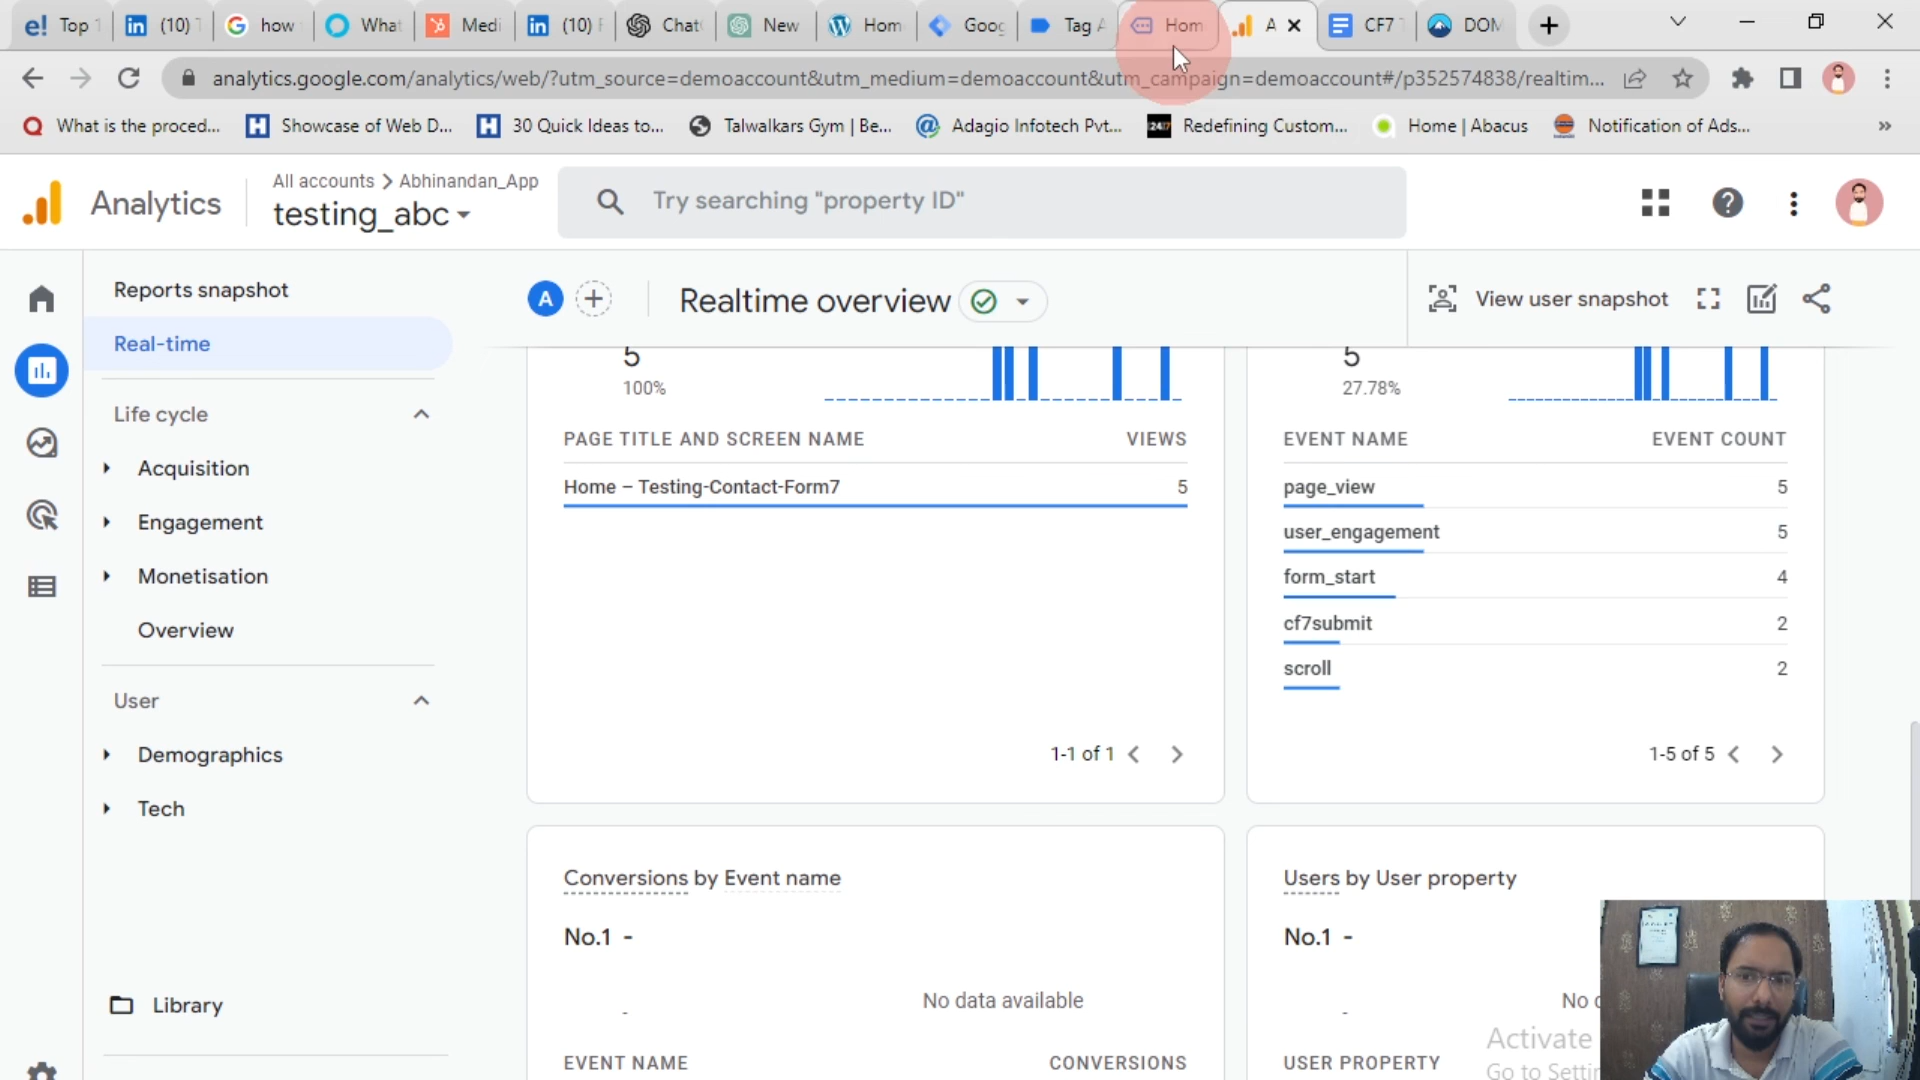 e! Top 1
(10) T
how
What
Medi
(10) F
Chat
New
Hom
Goog
Tag A
Hom
A
CF7 T
DOM
analytics.google.com/analytics/web/?utm_source=demoaccount&utm_medium=demoaccount&utm_campaign=demoaccount#/p352574838/realtim...
What is the proced...
H Showcase of Web D...
H 30 Quick Ideas to...
Talwalkars Gym | Be...
Adagio Infotech Pvt...
24/7 Redefining Custom...
Home | Abacus
Notification of Ads...
»
Analytics
All accounts > Abhinandan_App
testing_abc
Try searching "property ID"
Reports snapshot
Real-time
Life cycle
Acquisition
Engagement
Monetisation
Overview
User
Demographics
Tech
Library
A
Realtime overview
View user snapshot
5
100%
PAGE TITLE AND SCREEN NAME VIEWS
Home – Testing-Contact-Form7 5
1-1 of 1
5
27.78%
EVENT NAME EVENT COUNT
page_view 5
user_engagement 5
form_start 4
cf7submit 2
scroll 2
1-5 of 5
Conversions by Event name
No.1 -
No data available
-
EVENT NAME CONVERSIONS
Users by User property
No.1 -
No
-
USER PROPERTY
Activate
Go to Settin